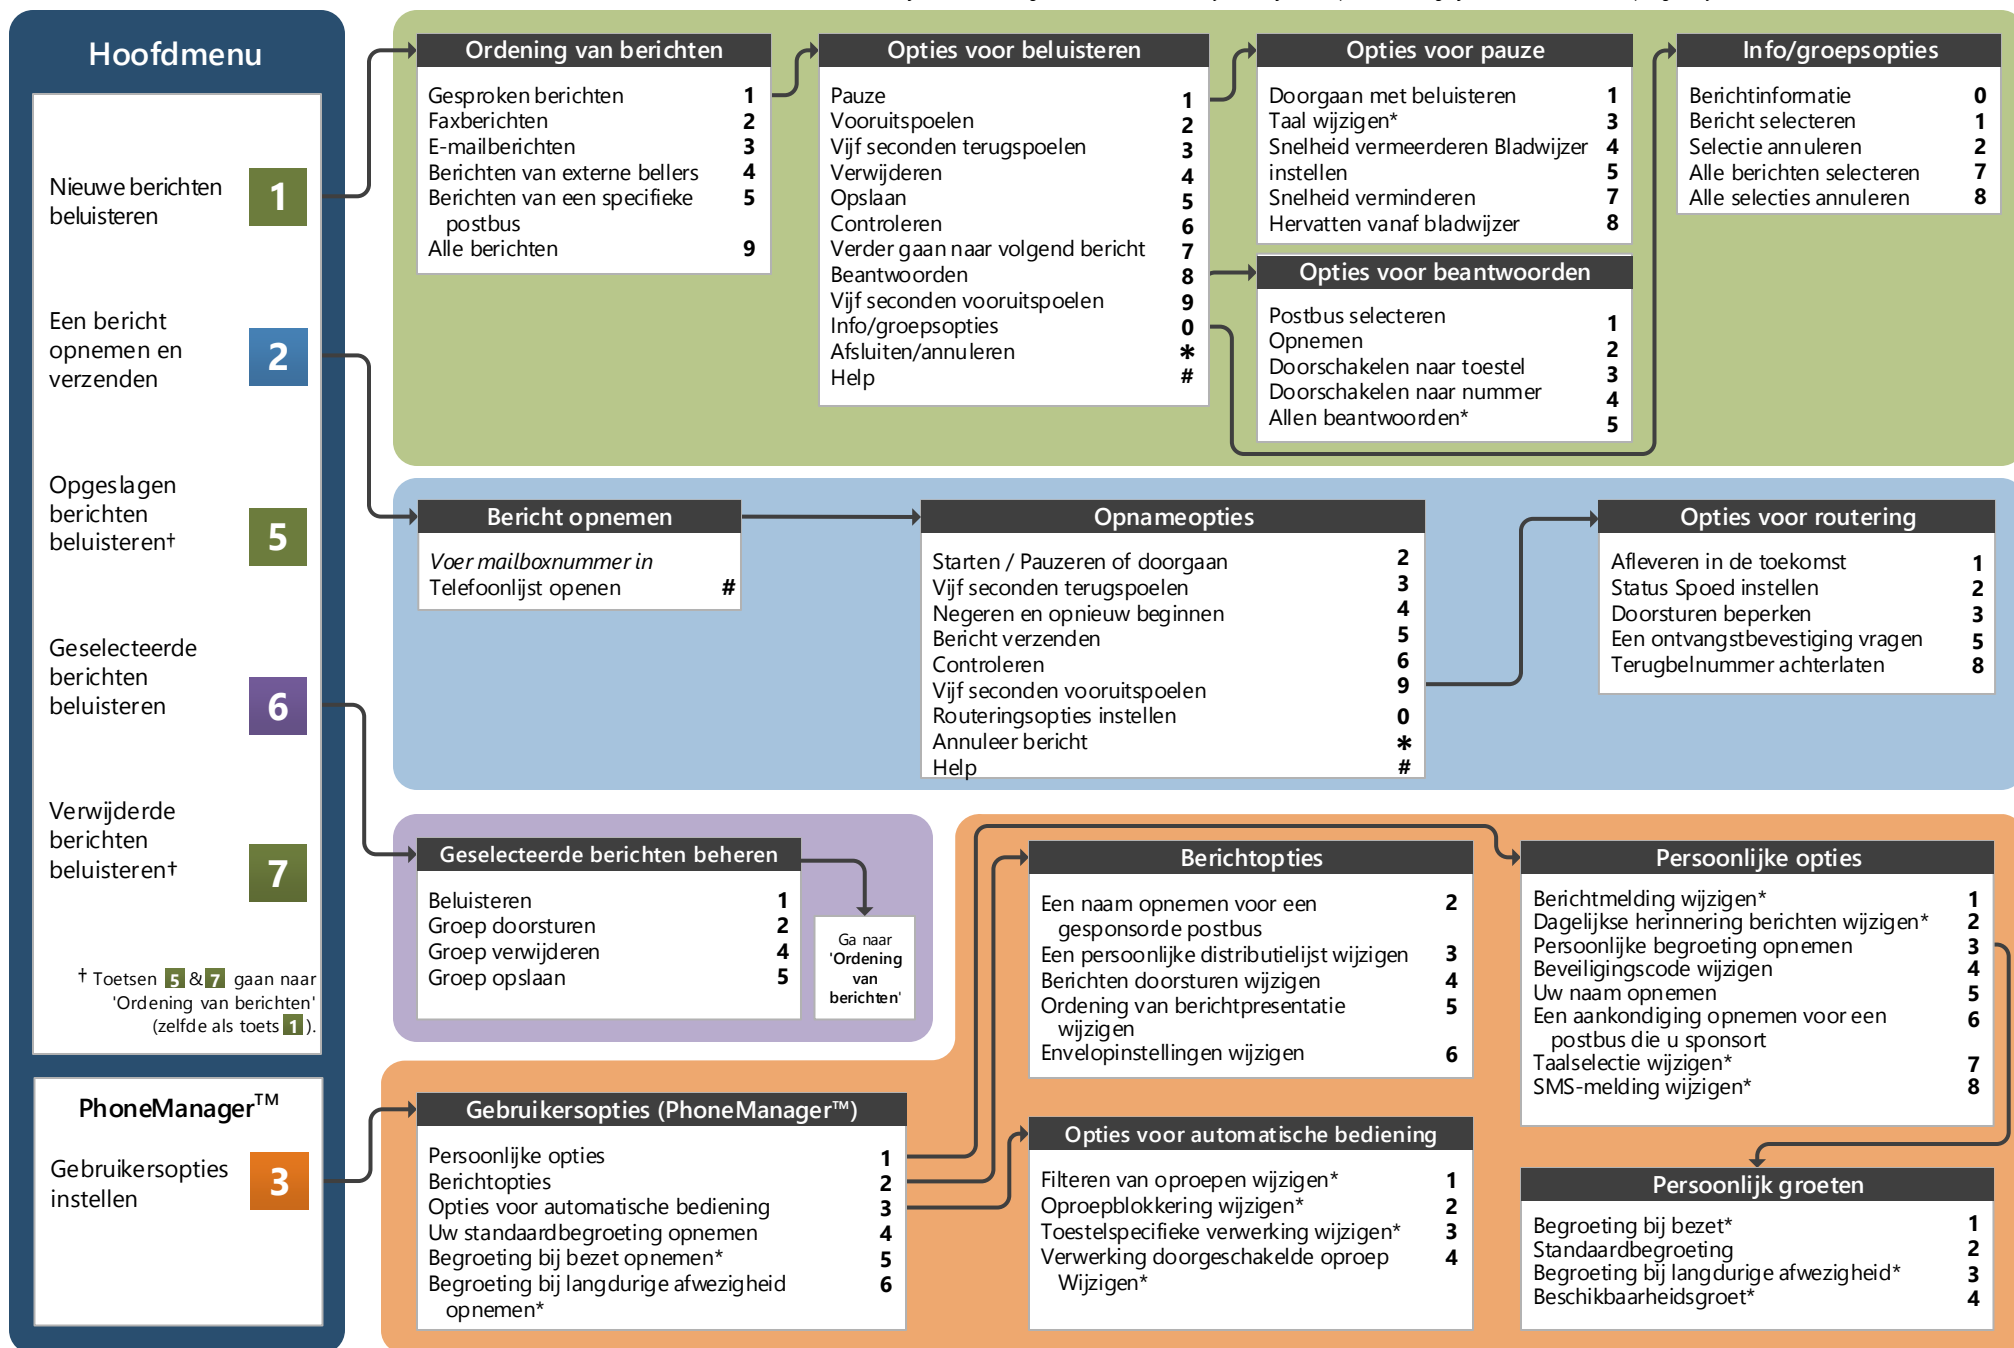 Hoofdmenu
Nieuwe berichten
beluisteren
1
Een bericht
opnemen en
verzenden
2
Opgeslagen
berichten
beluisteren†
5
Geselecteerde
berichten
beluisteren
6
Verwijderde
berichten
beluisteren†
7
† Toetsen 5 & 7 gaan naar
'Ordening van berichten'
(zelfde als toets 1).
PhoneManager™
Gebruikersopties
instellen
3
Ordening van berichten
Gesproken berichten 1
Faxberichten 2
E-mailberichten 3
Berichten van externe bellers 4
Berichten van een specifieke 5
postbus
Alle berichten 9
Opties voor beluisteren
Pauze 1
Vooruitspoelen 2
Vijf seconden terugspoelen 3
Verwijderen 4
Opslaan 5
Controleren 6
Verder gaan naar volgend bericht 7
Beantwoorden 8
Vijf seconden vooruitspoelen 9
Info/groepsopties 0
Afsluiten/annuleren *
Help #
Opties voor pauze
Doorgaan met beluisteren 1
Taal wijzigen* 3
Snelheid vermeerderen Bladwijzer 4
instellen 5
Snelheid verminderen 7
Hervatten vanaf bladwijzer 8
Opties voor beantwoorden
Postbus selecteren 1
Opnemen 2
Doorschakelen naar toestel 3
Doorschakelen naar nummer 4
Allen beantwoorden* 5
Info/groepsopties
Berichtinformatie 0
Bericht selecteren 1
Selectie annuleren 2
Alle berichten selecteren 7
Alle selecties annuleren 8
Bericht opnemen
Voer mailboxnummer in
Telefoonlijst openen #
Opnameopties
Starten / Pauzeren of doorgaan 2
Vijf seconden terugspoelen 3
Negeren en opnieuw beginnen 4
Bericht verzenden 5
Controleren 6
Vijf seconden vooruitspoelen 9
Routeringsopties instellen 0
Annuleer bericht *
Help #
Opties voor routering
Afleveren in de toekomst 1
Status Spoed instellen 2
Doorsturen beperken 3
Een ontvangstbevestiging vragen 5
Terugbelnummer achterlaten 8
Geselecteerde berichten beheren
Beluisteren 1
Groep doorsturen 2
Groep verwijderen 4
Groep opslaan 5
Ga naar
'Ordening
van
berichten'
Gebruikersopties (PhoneManager™)
Persoonlijke opties 1
Berichtopties 2
Opties voor automatische bediening 3
Uw standaardbegroeting opnemen 4
Begroeting bij bezet opnemen* 5
Begroeting bij langdurige afwezigheid 6
opnemen*
Berichtopties
Een naam opnemen voor een 2
gesponsorde postbus
Een persoonlijke distributielijst wijzigen 3
Berichten doorsturen wijzigen 4
Ordening van berichtpresentatie 5
wijzigen
Envelopinstellingen wijzigen 6
Opties voor automatische bediening
Filteren van oproepen wijzigen* 1
Oproepblokkering wijzigen* 2
Toestelspecifieke verwerking wijzigen* 3
Verwerking doorgeschakelde oproep 4
Wijzigen*
Persoonlijke opties
Berichtmelding wijzigen* 1
Dagelijkse herinnering berichten wijzigen* 2
Persoonlijke begroeting opnemen 3
Beveiligingscode wijzigen 4
Uw naam opnemen 5
Een aankondiging opnemen voor een 6
postbus die u sponsort
Taalselectie wijzigen* 7
SMS-melding wijzigen* 8
Persoonlijk groeten
Begroeting bij bezet* 1
Standaardbegroeting 2
Begroeting bij langdurige afwezigheid* 3
Beschikbaarheidsgroet* 4